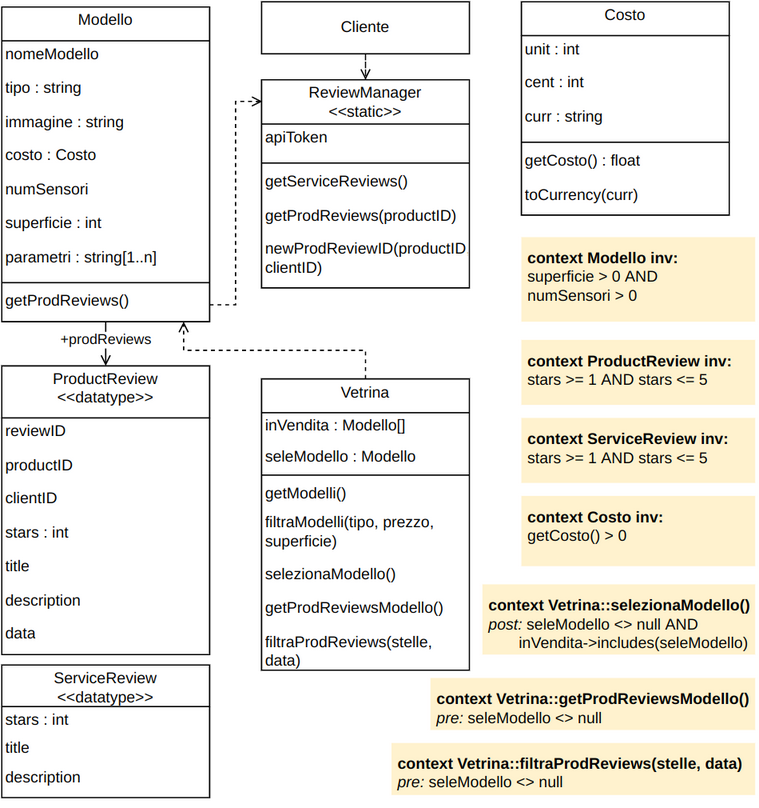 Modello
nomeModello
tipo : string
immagine : string
costo : Costo
numSensori
superficie : int
parametri : string[1..n]
getProdReviews()
+prodReviews
Cliente
ReviewManager
<<static>>
apiToken
getServiceReviews()
getProdReviews(productID)
newProdReviewID(productID
clientID)
Costo
unit : int
cent : int
curr : string
getCosto() : float
toCurrency(curr)
ProductReview
<<datatype>>
reviewID
productID
clientID
stars : int
title
description
data
Vetrina
inVendita : Modello[]
seleModello : Modello
getModelli()
filtraModelli(tipo, prezzo,
superficie)
selezionaModello()
getProdReviewsModello()
filtraProdReviews(stelle,
data)
ServiceReview
<<datatype>>
stars : int
title
description
context Modello inv:
superficie > 0 AND
numSensori > 0
context ProductReview inv:
stars >= 1 AND stars <= 5
context ServiceReview inv:
stars >= 1 AND stars <= 5
context Costo inv:
getCosto() > 0
context Vetrina::selezionaModello()
post: seleModello <> null AND
inVendita->includes(seleModello)
context Vetrina::getProdReviewsModello()
pre: seleModello <> null
context Vetrina::filtraProdReviews(stelle, data)
pre: seleModello <> null